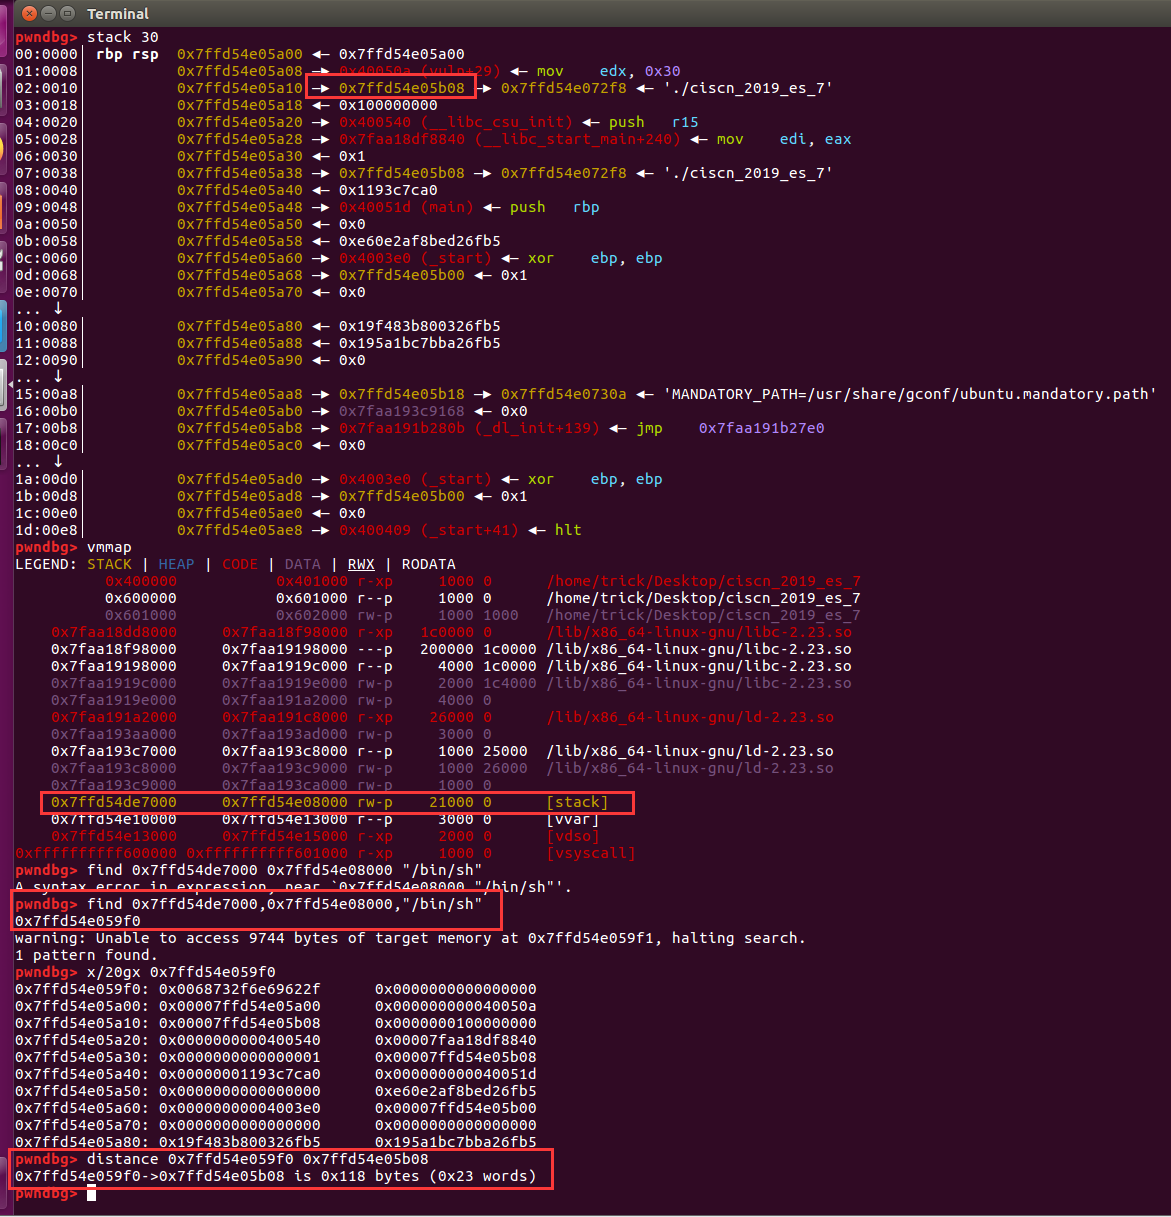 Terminal
pwndbg> stack 30
00:0000│ rbp rsp  0x7ffd54e05a00 ◂— 0x7ffd54e05a00
01:0008│          0x7ffd54e05a08 —▸ 0x40050a (vuln+29) ◂— mov    edx, 0x30
02:0010│          0x7ffd54e05a10 —▸ 0x7ffd54e05b08 —▸ 0x7ffd54e072f8 ◂— './ciscn_2019_es_7'
03:0018│          0x7ffd54e05a18 ◂— 0x100000000
04:0020│          0x7ffd54e05a20 —▸ 0x400540 (__libc_csu_init) ◂— push   r15
05:0028│          0x7ffd54e05a28 —▸ 0x7faa18df8840 (__libc_start_main+240) ◂— mov    edi, eax
06:0030│          0x7ffd54e05a30 ◂— 0x1
07:0038│          0x7ffd54e05a38 —▸ 0x7ffd54e05b08 —▸ 0x7ffd54e072f8 ◂— './ciscn_2019_es_7'
08:0040│          0x7ffd54e05a40 ◂— 0x1193c7ca0
09:0048│          0x7ffd54e05a48 —▸ 0x40051d (main) ◂— push   rbp
0a:0050│          0x7ffd54e05a50 ◂— 0x0
0b:0058│          0x7ffd54e05a58 ◂— 0xe60e2af8bed26fb5
0c:0060│          0x7ffd54e05a60 —▸ 0x4003e0 (_start) ◂— xor    ebp, ebp
0d:0068│          0x7ffd54e05a68 —▸ 0x7ffd54e05b00 ◂— 0x1
0e:0070│          0x7ffd54e05a70 ◂— 0x0
... ↓
10:0080│          0x7ffd54e05a80 ◂— 0x19f483b800326fb5
11:0088│          0x7ffd54e05a88 ◂— 0x195a1bc7bba26fb5
12:0090│          0x7ffd54e05a90 ◂— 0x0
... ↓
15:00a8│          0x7ffd54e05aa8 —▸ 0x7ffd54e05b18 —▸ 0x7ffd54e0730a ◂— 'MANDATORY_PATH=/usr/share/gconf/ubuntu.mandatory.path'
16:00b0│          0x7ffd54e05ab0 —▸ 0x7faa193c9168 ◂— 0x0
17:00b8│          0x7ffd54e05ab8 —▸ 0x7faa191b280b (_dl_init+139) ◂— jmp    0x7faa191b27e0
18:00c0│          0x7ffd54e05ac0 ◂— 0x0
... ↓
1a:00d0│          0x7ffd54e05ad0 —▸ 0x4003e0 (_start) ◂— xor    ebp, ebp
1b:00d8│          0x7ffd54e05ad8 —▸ 0x7ffd54e05b00 ◂— 0x1
1c:00e0│          0x7ffd54e05ae0 ◂— 0x0
1d:00e8│          0x7ffd54e05ae8 —▸ 0x400409 (_start+41) ◂— hlt
pwndbg> vmmap
LEGEND: STACK | HEAP | CODE | DATA | RWX | RODATA
0x400000           0x401000 r-xp     1000 0      /home/trick/Desktop/ciscn_2019_es_7
0x600000           0x601000 r--p     1000 0      /home/trick/Desktop/ciscn_2019_es_7
0x601000           0x602000 rw-p     1000 1000   /home/trick/Desktop/ciscn_2019_es_7
0x7faa18dd8000     0x7faa18f98000 r-xp   1c0000 0      /lib/x86_64-linux-gnu/libc-2.23.so
0x7faa18f98000     0x7faa19198000 ---p   200000 1c0000 /lib/x86_64-linux-gnu/libc-2.23.so
0x7faa19198000     0x7faa1919c000 r--p     4000 1c0000 /lib/x86_64-linux-gnu/libc-2.23.so
0x7faa1919c000     0x7faa1919e000 rw-p     2000 1c4000 /lib/x86_64-linux-gnu/libc-2.23.so
0x7faa1919e000     0x7faa191a2000 rw-p     4000 0
0x7faa191a2000     0x7faa191c8000 r-xp    26000 0      /lib/x86_64-linux-gnu/ld-2.23.so
0x7faa193aa000     0x7faa193ad000 rw-p     3000 0
0x7faa193c7000     0x7faa193c8000 r--p     1000 25000  /lib/x86_64-linux-gnu/ld-2.23.so
0x7faa193c8000     0x7faa193c9000 rw-p     1000 26000  /lib/x86_64-linux-gnu/ld-2.23.so
0x7faa193c9000     0x7faa193ca000 rw-p     1000 0
0x7ffd54de7000     0x7ffd54e08000 rw-p    21000 0      [stack]
0x7ffd54e10000     0x7ffd54e13000 r--p     3000 0      [vvar]
0x7ffd54e13000     0x7ffd54e15000 r-xp     2000 0      [vdso]
0xffffffffff600000 0xffffffffff601000 r-xp     1000 0      [vsyscall]
pwndbg> find 0x7ffd54de7000 0x7ffd54e08000 "/bin/sh"
A syntax error in expression, near `0x7ffd54e08000 "/bin/sh"'.
pwndbg> find 0x7ffd54de7000,0x7ffd54e08000,"/bin/sh"
0x7ffd54e059f0
warning: Unable to access 9744 bytes of target memory at 0x7ffd54e059f1, halting search.
1 pattern found.
pwndbg> x/20gx 0x7ffd54e059f0
0x7ffd54e059f0: 0x0068732f6e69622f      0x0000000000000000
0x7ffd54e05a00: 0x00007ffd54e05a00      0x000000000040050a
0x7ffd54e05a10: 0x00007ffd54e05b08      0x0000000100000000
0x7ffd54e05a20: 0x0000000000400540      0x00007faa18df8840
0x7ffd54e05a30: 0x0000000000000001      0x00007ffd54e05b08
0x7ffd54e05a40: 0x00000001193c7ca0      0x000000000040051d
0x7ffd54e05a50: 0x0000000000000000      0xe60e2af8bed26fb5
0x7ffd54e05a60: 0x00000000004003e0      0x00007ffd54e05b00
0x7ffd54e05a70: 0x0000000000000000      0x0000000000000000
0x7ffd54e05a80: 0x19f483b800326fb5      0x195a1bc7bba26fb5
pwndbg> distance 0x7ffd54e059f0 0x7ffd54e05b08
0x7ffd54e059f0->0x7ffd54e05b08 is 0x118 bytes (0x23 words)
pwndbg>